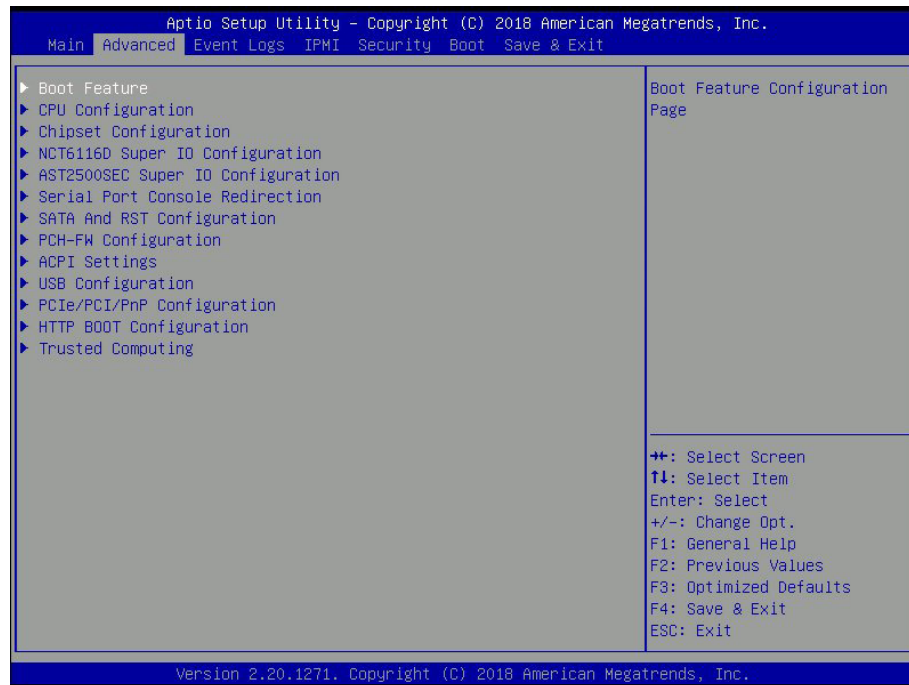 Aptio Setup Utility – Copyright (C) 2018 American Megatrends, Inc.
Main Advanced Event Logs IPMI Security Boot Save & Exit
Boot Feature
CPU Configuration
Chipset Configuration
NCT6116D Super IO Configuration
AST2500SEC Super IO Configuration
Serial Port Console Redirection
SATA And RST Configuration
PCH-FW Configuration
ACPI Settings
USB Configuration
PCIe/PCI/PnP Configuration
HTTP BOOT Configuration
Trusted Computing
Boot Feature Configuration
Page
→←: Select Screen
↑↓: Select Item
Enter: Select
+/-: Change Opt.
F1: General Help
F2: Previous Values
F3: Optimized Defaults
F4: Save & Exit
ESC: Exit
Version 2.20.1271. Copyright (C) 2018 American Megatrends, Inc.